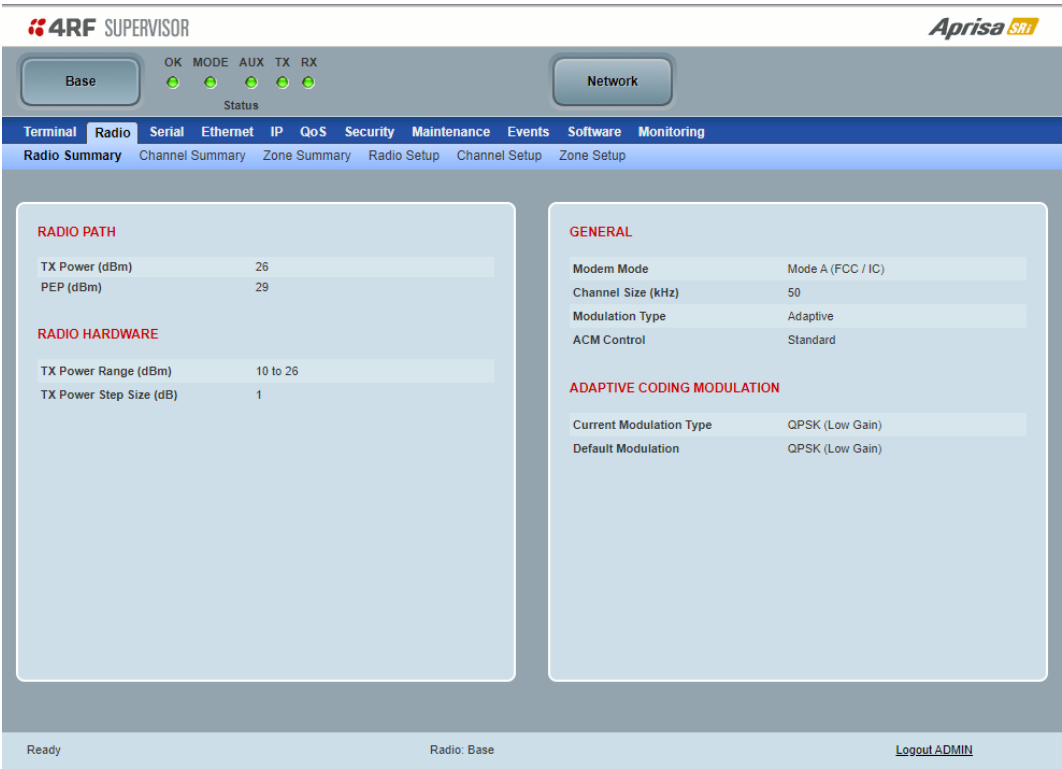 4RF SUPERVISOR
Aprisa SRi
Base
OK MODE AUX TX RX
Status
Network
Terminal Radio Serial Ethernet IP QoS Security Maintenance Events Software Monitoring
Radio Summary Channel Summary Zone Summary Radio Setup Channel Setup Zone Setup
RADIO PATH
TX Power (dBm) 26
PEP (dBm) 29
RADIO HARDWARE
TX Power Range (dBm) 10 to 26
TX Power Step Size (dB) 1
GENERAL
Modem Mode Mode A (FCC / IC)
Channel Size (kHz) 50
Modulation Type Adaptive
ACM Control Standard
ADAPTIVE CODING MODULATION
Current Modulation Type QPSK (Low Gain)
Default Modulation QPSK (Low Gain)
Ready
Radio: Base
Logout ADMIN